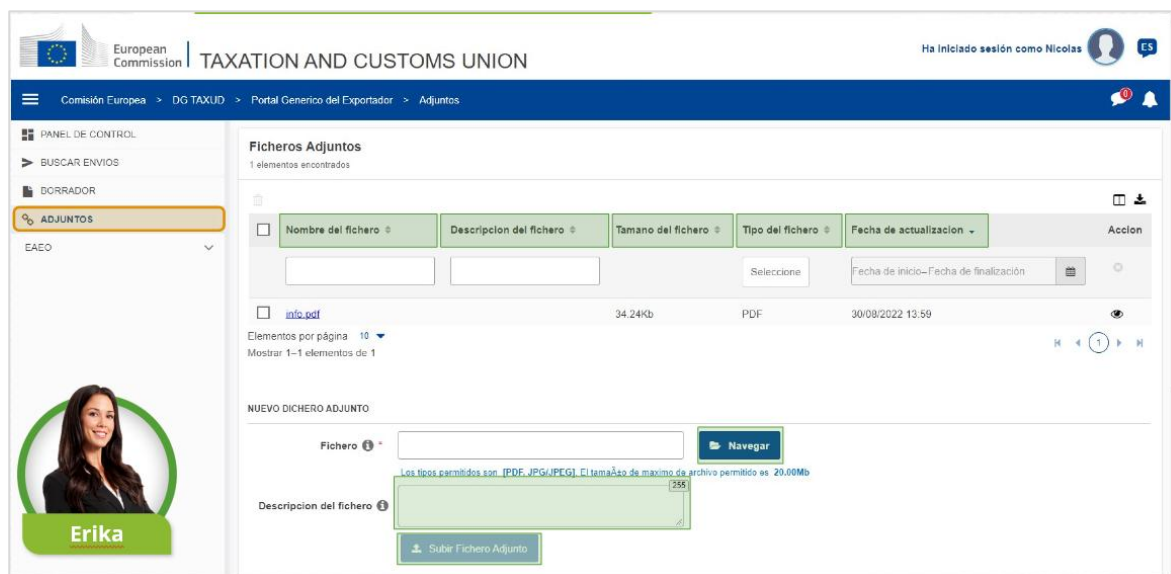 European
Commission
TAXATION AND CUSTOMS UNION
Ha iniciado sesión como Nicolas
ES
Comisión Europea > DG TAXUD > Portal Generico del Exportador > Adjuntos
0
PANEL DE CONTROL
BUSCAR ENVIOS
BORRADOR
ADJUNTOS
EAEO
Ficheros Adjuntos
1 elementos encontrados
Nombre del fichero
Descripcion del fichero
Tamano del fichero
Tipo del fichero
Fecha de actualizacion
Accion
Seleccione
Fecha de inicio–Fecha de finalización
info.pdf
34.24Kb
PDF
30/08/2022 13:59
Elementos por página 10
Mostrar 1–1 elementos de 1
1
NUEVO DICHERO ADJUNTO
Fichero *
Navegar
Los tipos permitidos son [PDF, JPG/JPEG]. El tamaÃ±o de maximo de archivo permitido es 20.00Mb
255
Descripcion del fichero
Subir Fichero Adjunto
Erika